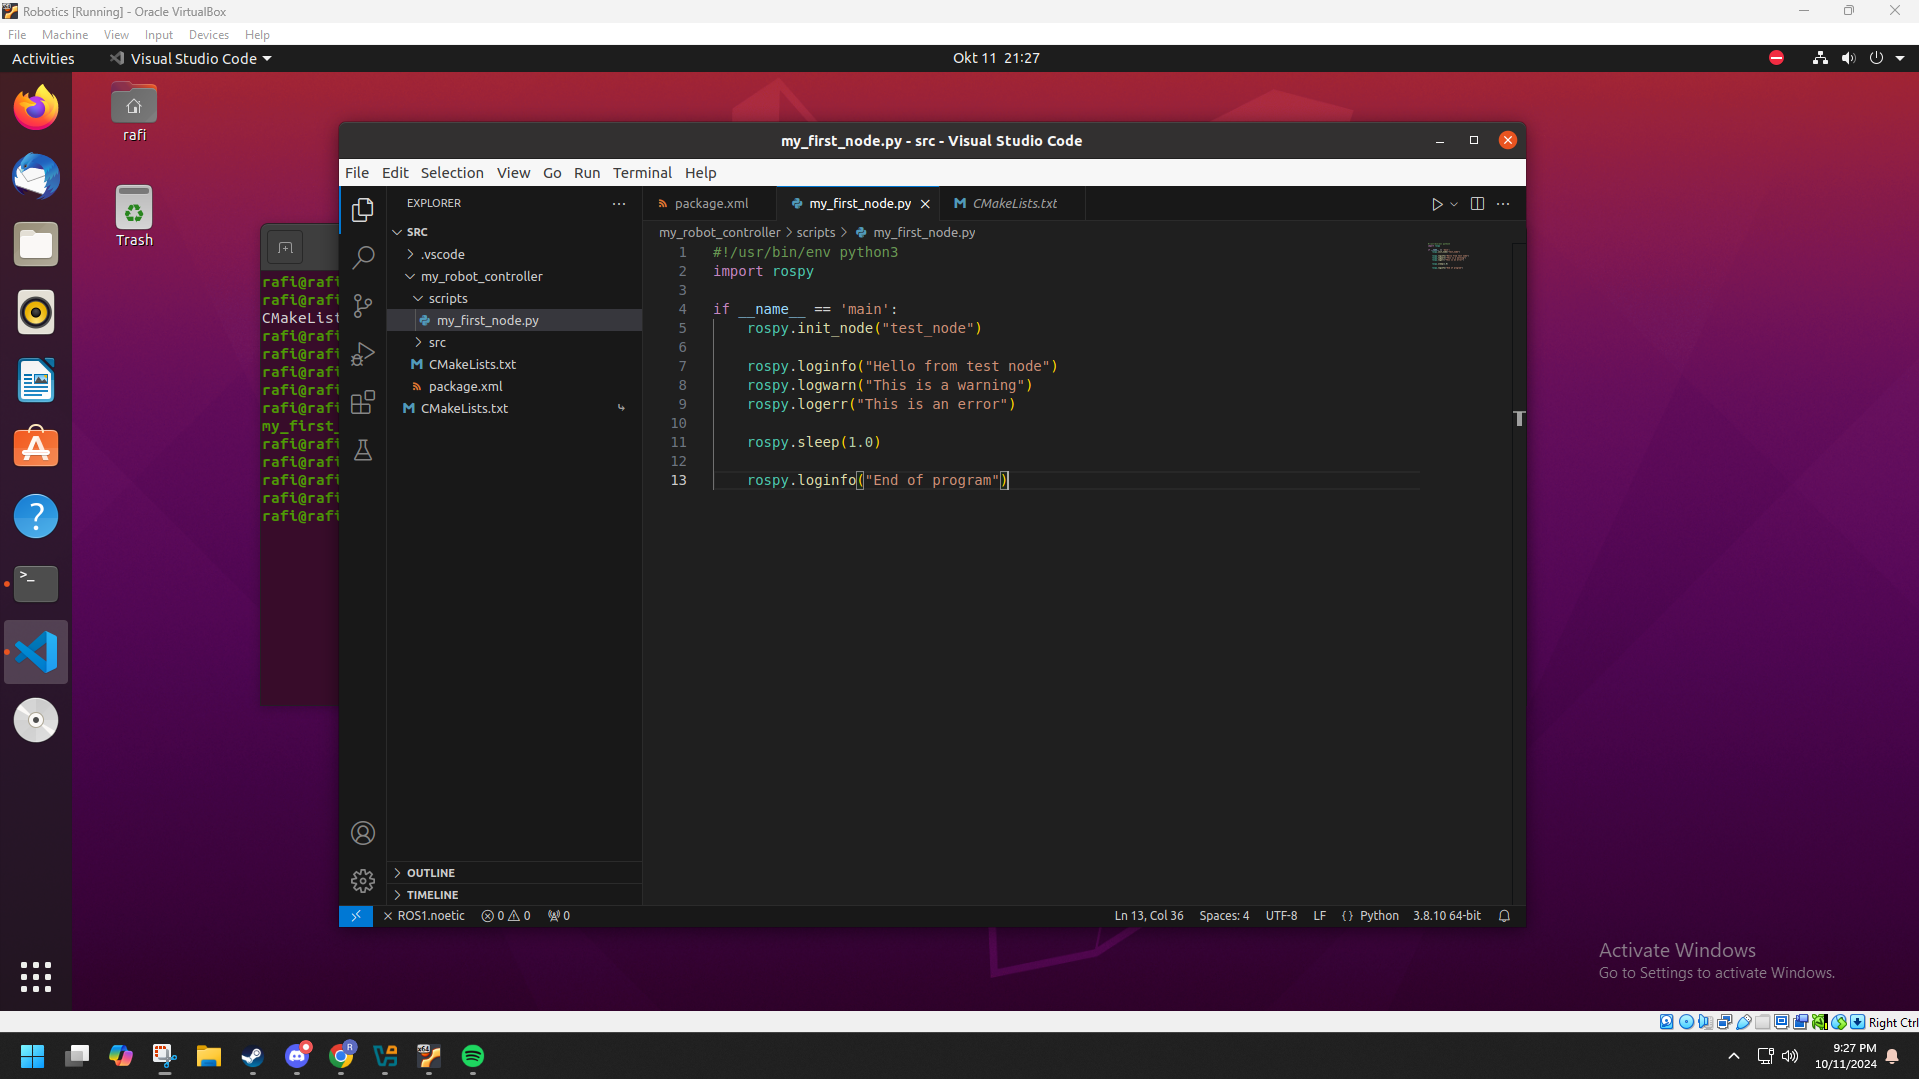 Robotics [Running] - Oracle VirtualBox
File Machine View Input Devices Help
Activities Visual Studio Code Okt 11 21:27
rafi
Trash
rafi@rafi
rafi@rafi
CMakeList
rafi@rafi
rafi@rafi
rafi@rafi
rafi@rafi
rafi@rafi
my_first_
rafi@rafi
rafi@rafi
rafi@rafi
rafi@rafi
rafi@rafi
my_first_node.py - src - Visual Studio Code
File Edit Selection View Go Run Terminal Help
EXPLORER
SRC
.vscode
my_robot_controller
scripts
my_first_node.py
src
CMakeLists.txt
package.xml
CMakeLists.txt
OUTLINE
TIMELINE
package.xml my_first_node.py CMakeLists.txt
my_robot_controller > scripts > my_first_node.py
1 #!/usr/bin/env python3
2 import rospy
3
4 if __name__ == 'main':
5 rospy.init_node("test_node")
6
7 rospy.loginfo("Hello from test node")
8 rospy.logwarn("This is a warning")
9 rospy.logerr("This is an error")
10
11 rospy.sleep(1.0)
12
13 rospy.loginfo("End of program")
ROS1.noetic 0 0 0 Ln 13, Col 36 Spaces: 4 UTF-8 LF {} Python 3.8.10 64-bit
Activate Windows
Go to Settings to activate Windows.
Right Ctrl
9:27 PM
10/11/2024